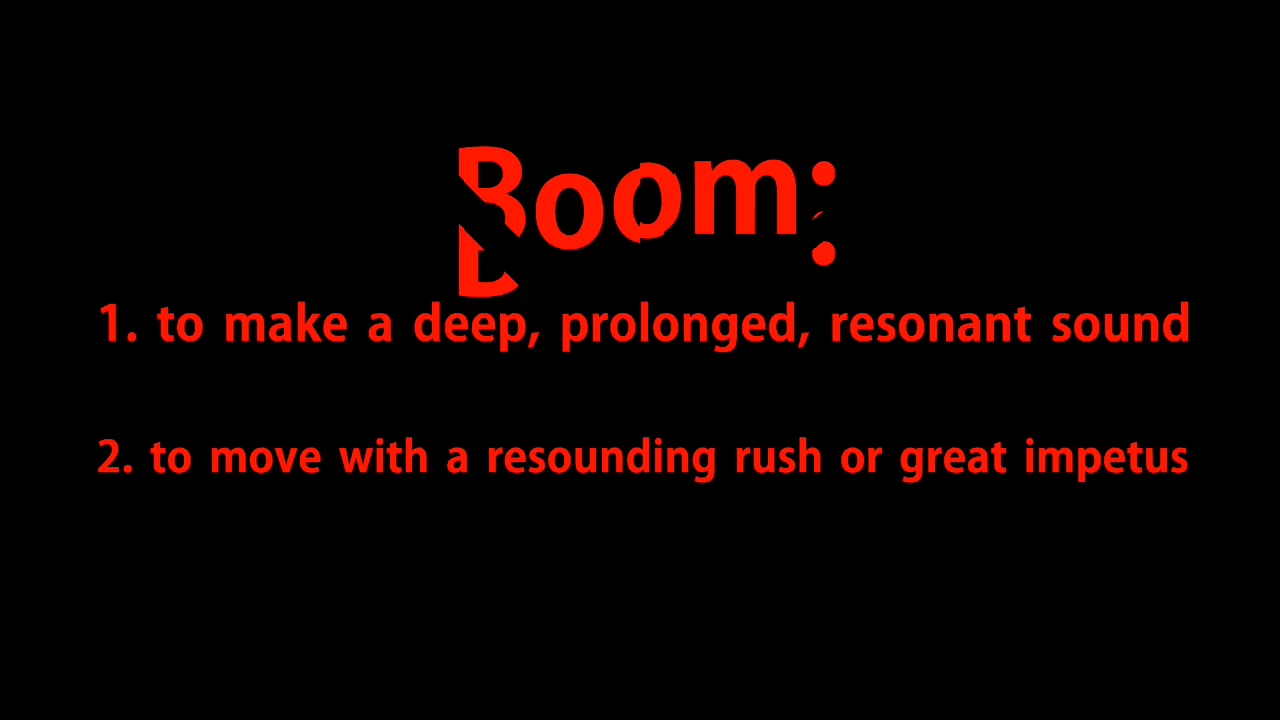 Boom:
1. to make a deep, prolonged, resonant sound
2. to move with a resounding rush or great impetus